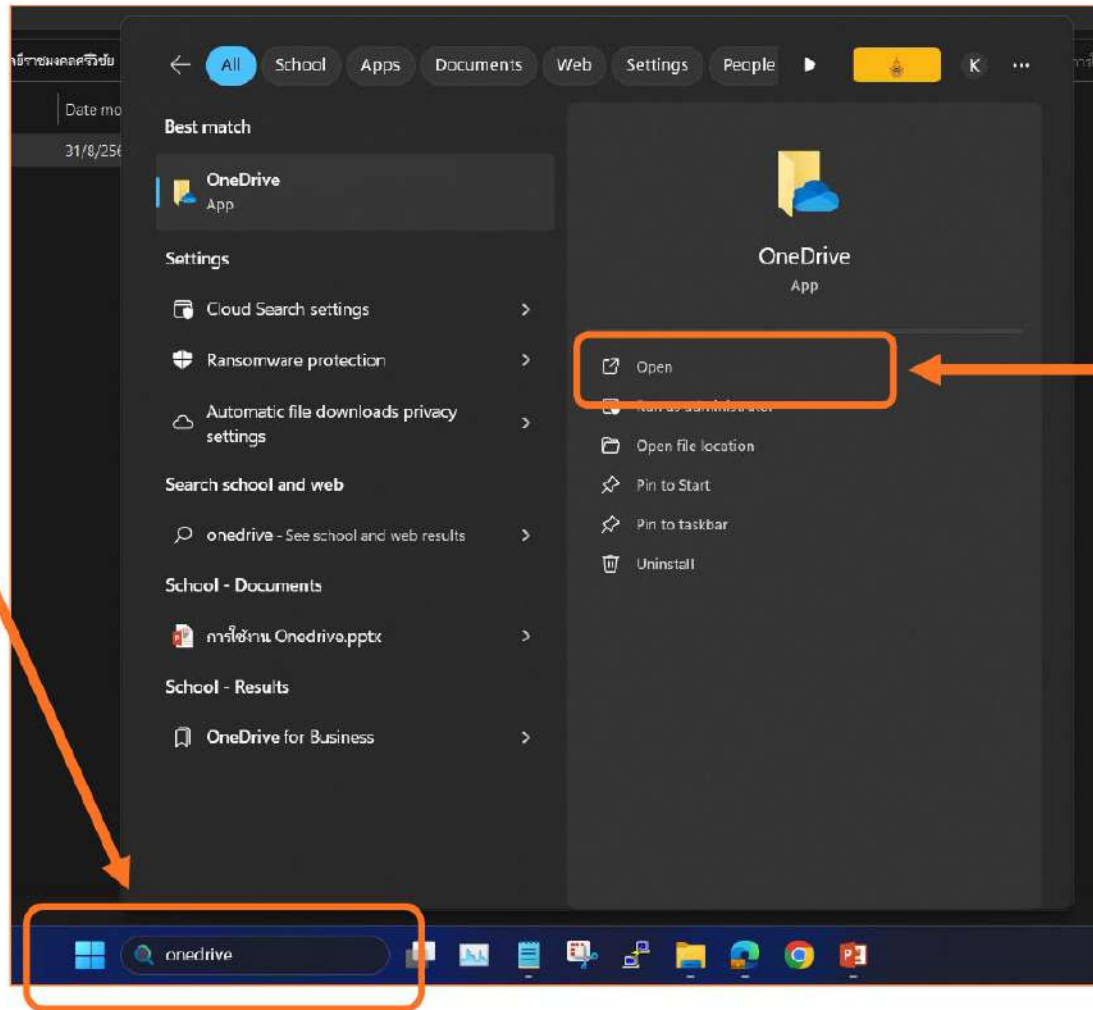 All School Apps Documents Web Settings People K ...
Date mo
31/8/256
Best match
OneDrive
App
OneDrive
App
Settings
Cloud Search settings
Ransomware protection
Automatic file downloads privacy
settings
Search school and web
onedrive - See school and web results
School - Documents
การใช้งาน Onedrive.pptx
School - Results
OneDrive for Business
Open
Run as administrator
Open file location
Pin to Start
Pin to taskbar
Uninstall
onedrive